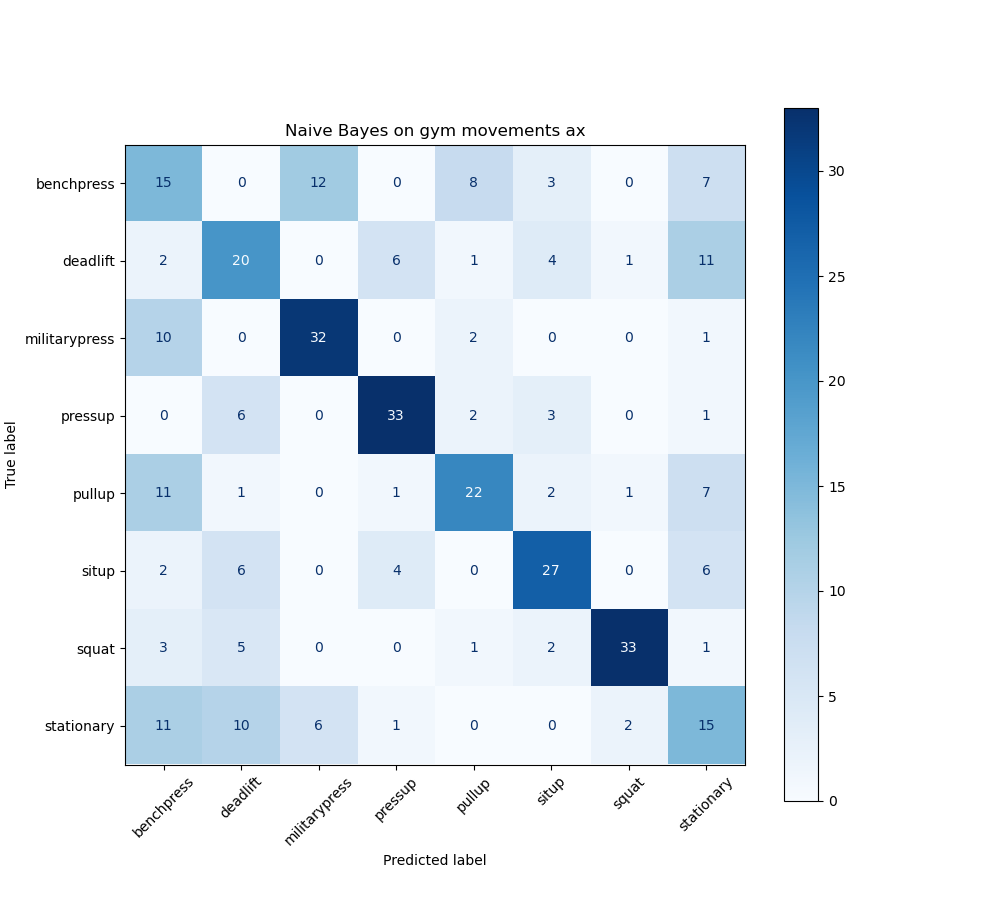 Naive Bayes on gym movements ax
benchpress 15 0 12 0 8 3 0 7
deadlift 2 20 0 6 1 4 1 11
militarypress 10 0 32 0 2 0 0 1
pressup 0 6 0 33 2 3 0 1
pullup 11 1 0 1 22 2 1 7
situp 2 6 0 4 0 27 0 6
squat 3 5 0 0 1 2 33 1
stationary 11 10 6 1 0 0 2 15
True label
benchpress deadlift militarypress pressup pullup situp squat stationary
Predicted label
30
25
20
15
10
5
0